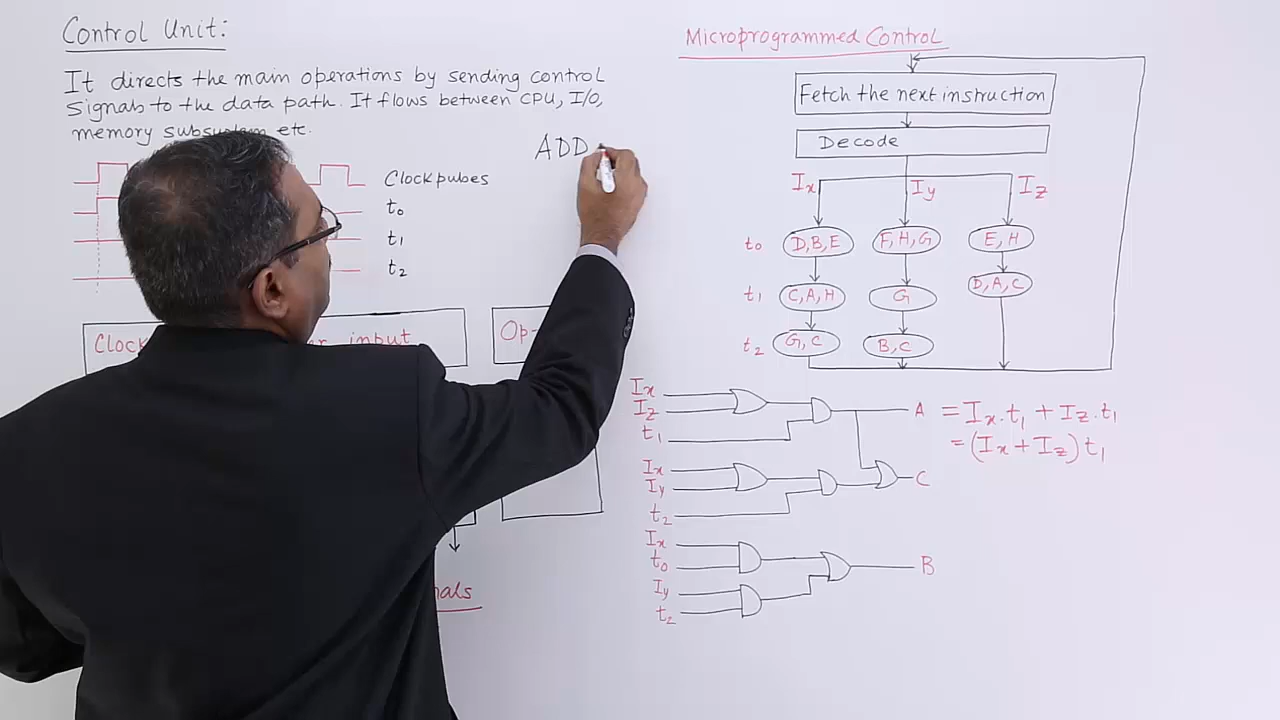 Control Unit:
It directs the main operations by sending control
signals to the data path. It flows between CPU, I/O,
memory subsystem etc.
ADD
Clock pulses
t0
t1
t2
Clock
input
Op-
nals
Microprogrammed Control
Fetch the next instruction
Decode
Ix Iy Iz
t0 D,B,E F,H,G E,H
t1 C,A,H G D,A,C
t2 G,C B,C
Ix
Iz
t1
A = Ix.t1 + Iz.t1
= (Ix + Iz) t1
Ix
Iy
t2
C
Ix
t0
Iy
t2
B